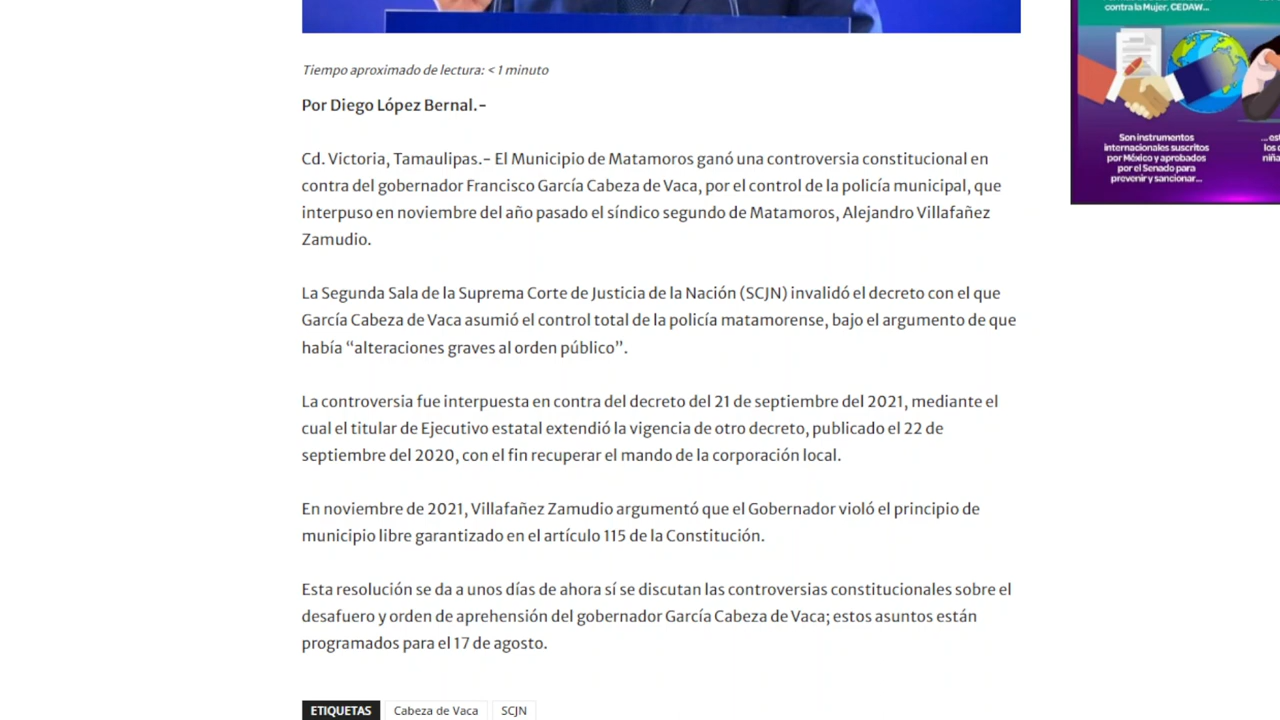 contra la Mujer, CEDAW...
Tiempo aproximado de lectura: < 1 minuto
Por Diego López Bernal.-
Cd. Victoria, Tamaulipas.- El Municipio de Matamoros ganó una controversia constitucional en
contra del gobernador Francisco García Cabeza de Vaca, por el control de la policía municipal, que
interpuso en noviembre del año pasado el síndico segundo de Matamoros, Alejandro Villafañez
Zamudio.
La Segunda Sala de la Suprema Corte de Justicia de la Nación (SCJN) invalidó el decreto con el que
García Cabeza de Vaca asumió el control total de la policía matamorense, bajo el argumento de que
había “alteraciones graves al orden público”.
La controversia fue interpuesta en contra del decreto del 21 de septiembre del 2021, mediante el
cual el titular de Ejecutivo estatal extendió la vigencia de otro decreto, publicado el 22 de
septiembre del 2020, con el fin recuperar el mando de la corporación local.
En noviembre de 2021, Villafañez Zamudio argumentó que el Gobernador violó el principio de
municipio libre garantizado en el artículo 115 de la Constitución.
Esta resolución se da a unos días de ahora sí se discutan las controversias constitucionales sobre el
desafuero y orden de aprehensión del gobernador García Cabeza de Vaca; estos asuntos están
programados para el 17 de agosto.
ETIQUETAS Cabeza de Vaca SCJN
Son instrumentos
internacionales suscritos
por México y aprobados
por el Senado para
prevenir y sancionar...
...es
los d
niña